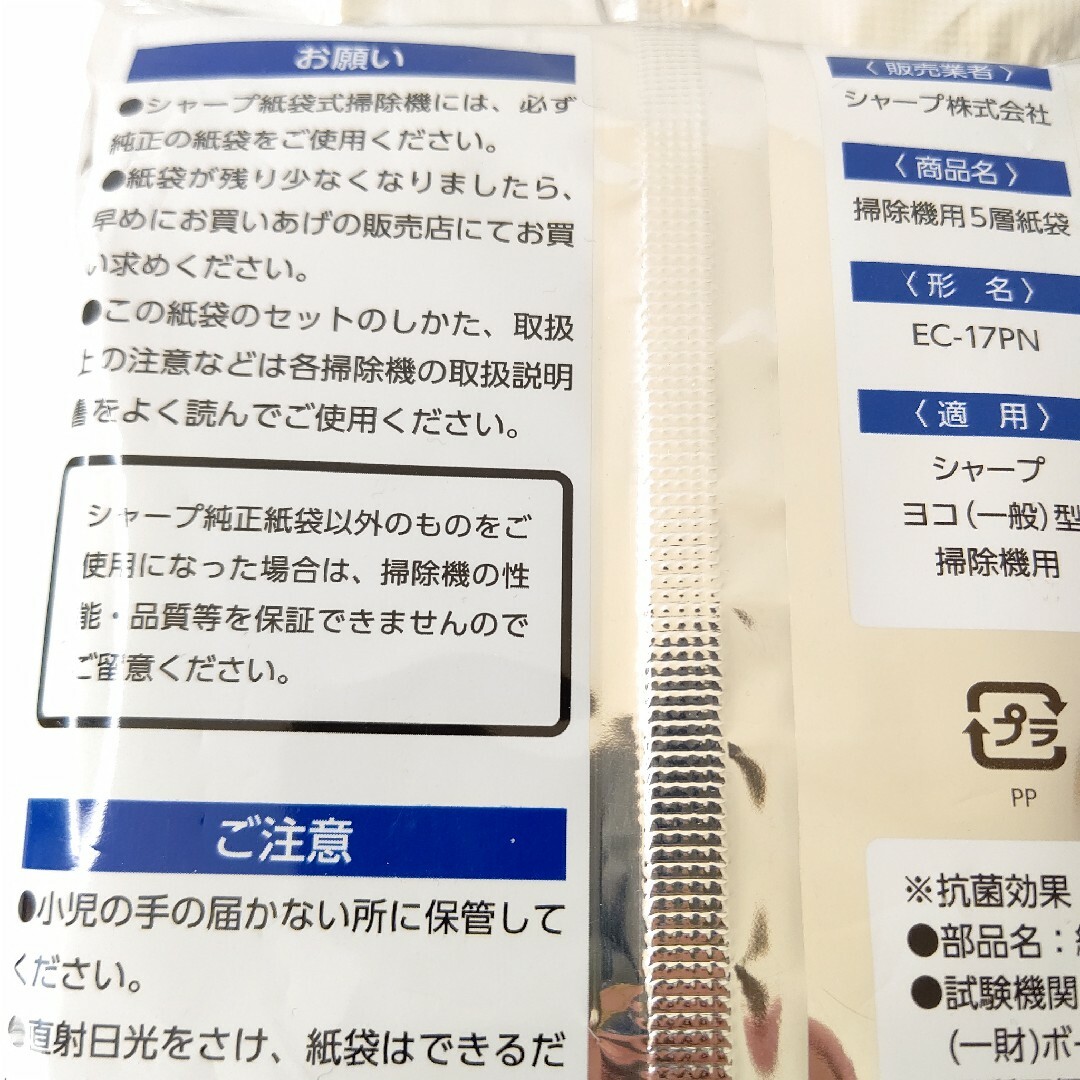 お願い
●シャープ紙袋式掃除機には、必ず
純正の紙袋をご使用ください。
●紙袋が残り少なくなりましたら、
早めにお買いあげの販売店にてお買
い求めください。
●この紙袋のセットのしかた、取扱
上の注意などは各掃除機の取扱説明
書をよく読んでご使用ください。
シャープ純正紙袋以外のものをご
使用になった場合は、掃除機の性
能・品質等を保証できませんので
ご留意ください。
ご注意
●小児の手の届かない所に保管して
ください。
●直射日光をさけ、紙袋はできるだ
〈販売業者〉
シャープ株式会社
〈商品名〉
掃除機用5層紙袋
〈形 名〉
EC-17PN
〈適 用〉
シャープ
ヨコ(一般)型
掃除機用
プラ
PP
※抗菌効果
●部品名：
●試験機関
(一財)ボー